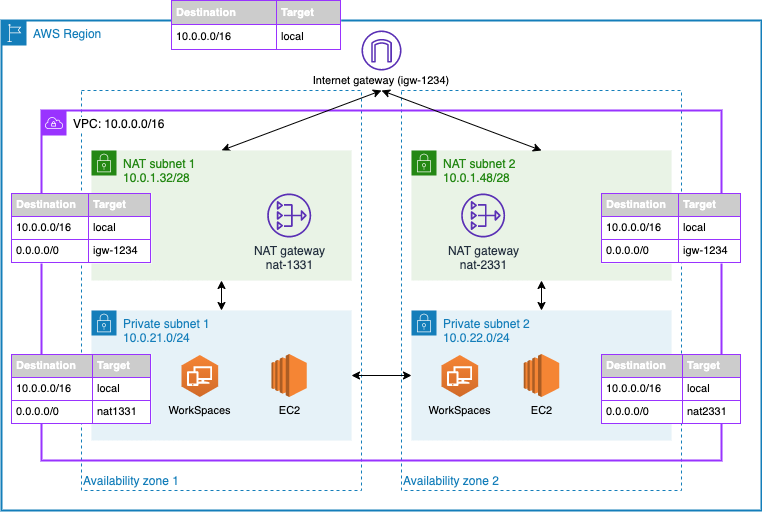 Destination Target
10.0.0.0/16 local
AWS Region
Internet gateway (igw-1234)
VPC: 10.0.0.0/16
NAT subnet 1
10.0.1.32/28
NAT subnet 2
10.0.1.48/28
Destination Target
10.0.0.0/16 local
0.0.0.0/0 igw-1234
NAT gateway
nat-1331
NAT gateway
nat-2331
Destination Target
10.0.0.0/16 local
0.0.0.0/0 igw-1234
Private subnet 1
10.0.21.0/24
Private subnet 2
10.0.22.0/24
Destination Target
10.0.0.0/16 local
0.0.0.0/0 nat1331
WorkSpaces
EC2
WorkSpaces
EC2
Destination Target
10.0.0.0/16 local
0.0.0.0/0 nat2331
Availability zone 1
Availability zone 2